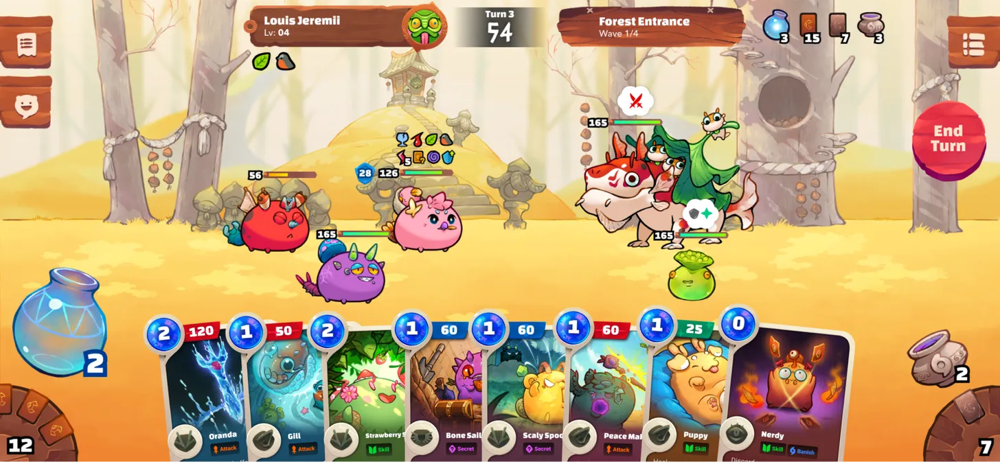 Louis Jeremii
Lv: 04
Turn 3
54
Forest Entrance
Wave 1/4
3
15
7
3
End
Turn
165
5
56
28
126
165
165
2
2
12
7
2
120
Oranda
Attack
1
50
Gill
Attack
2
Strawberry
Skill
1
60
Bone Sail
Secret
1
60
Scaly Spoo
Secret
1
60
Peace Mak
Attack
1
25
Puppy
Skill
0
Nerdy
Skill
Banish
Discard